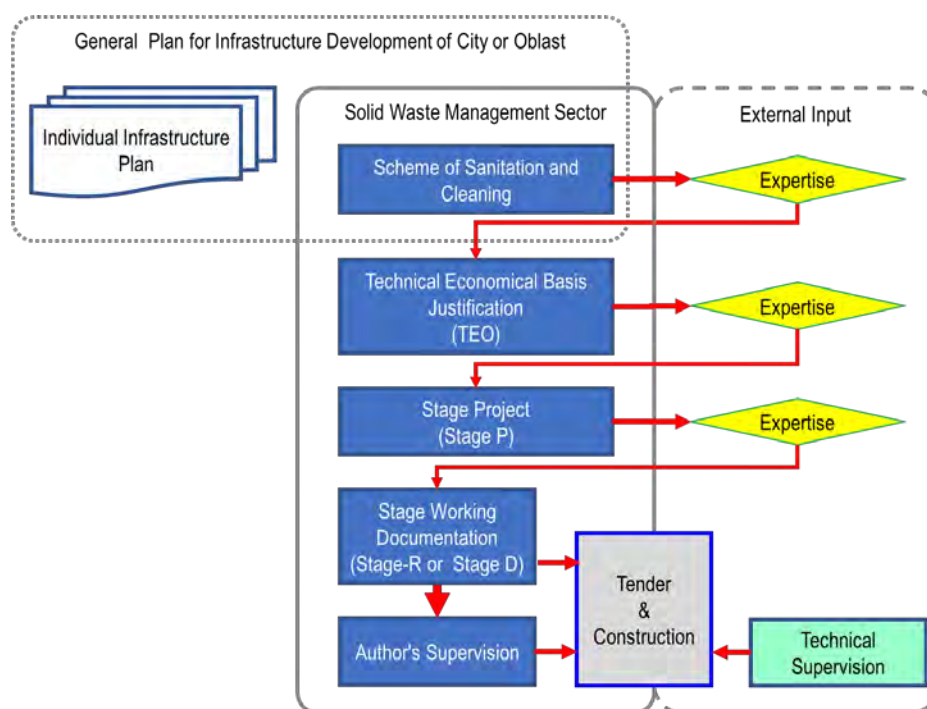 General Plan for Infrastructure Development of City or Oblast
Individual Infrastructure
Plan
Solid Waste Management Sector
External Input
Scheme of Sanitation and
Cleaning
Expertise
Technical Economical Basis
Justification
(TEO)
Expertise
Stage Project
(Stage P)
Expertise
Stage Working
Documentation
(Stage-R or Stage D)
Tender
&
Construction
Author's Supervision
Technical
Supervision